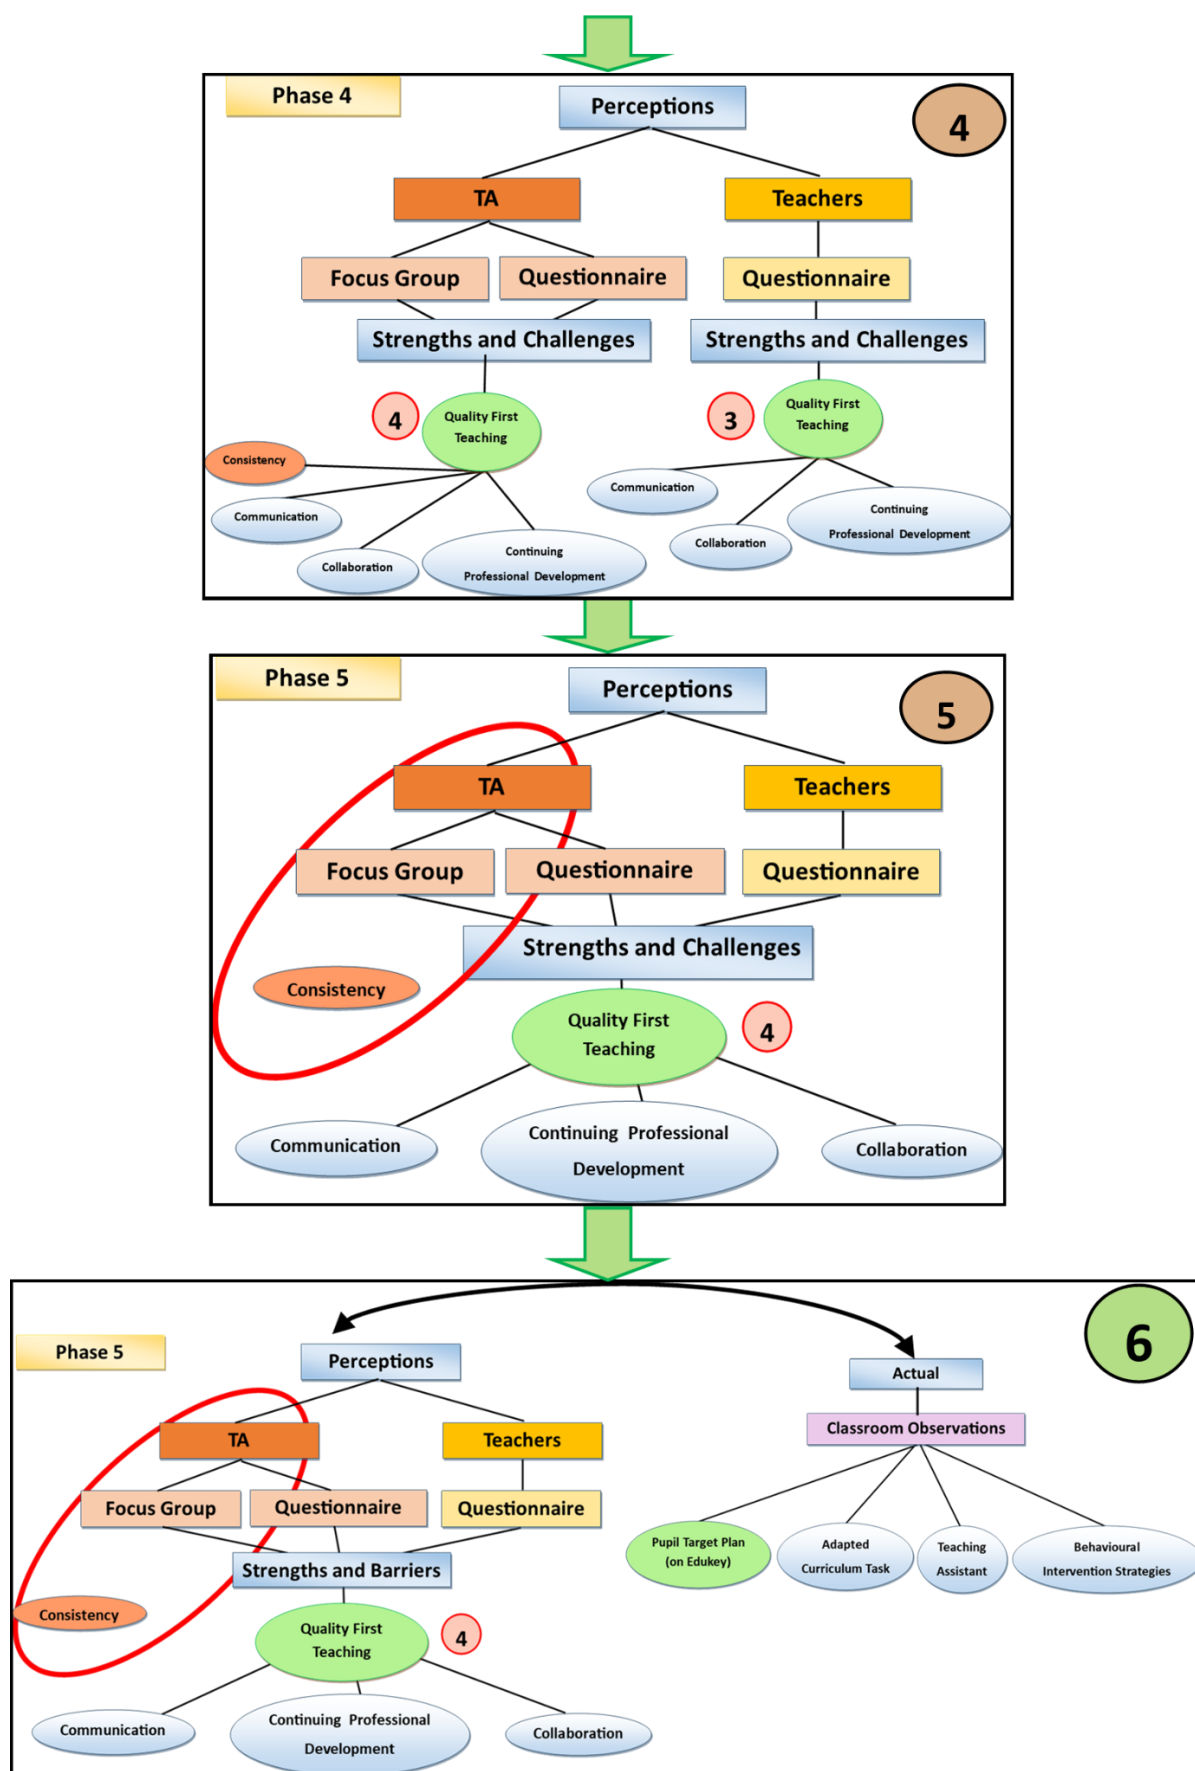 Phase 4
Perceptions
4
TA
Teachers
Focus Group
Questionnaire
Questionnaire
Strengths and Challenges
Strengths and Challenges
4
Quality First
Teaching
3
Quality First
Teaching
Consistency
Communication
Collaboration
Continuing
Professional Development
Communication
Collaboration
Continuing
Professional Development
Phase 5
Perceptions
5
TA
Teachers
Focus Group
Questionnaire
Questionnaire
Strengths and Challenges
Consistency
Quality First
Teaching
4
Communication
Continuing Professional
Development
Collaboration
6
Phase 5
Perceptions
Actual
TA
Teachers
Classroom Observations
Focus Group
Questionnaire
Questionnaire
Strengths and Barriers
Pupil Target Plan
(on Edukey)
Adapted
Curriculum Task
Teaching
Assistant
Behavioural
Intervention Strategies
Consistency
Quality First
Teaching
4
Communication
Continuing Professional
Development
Collaboration